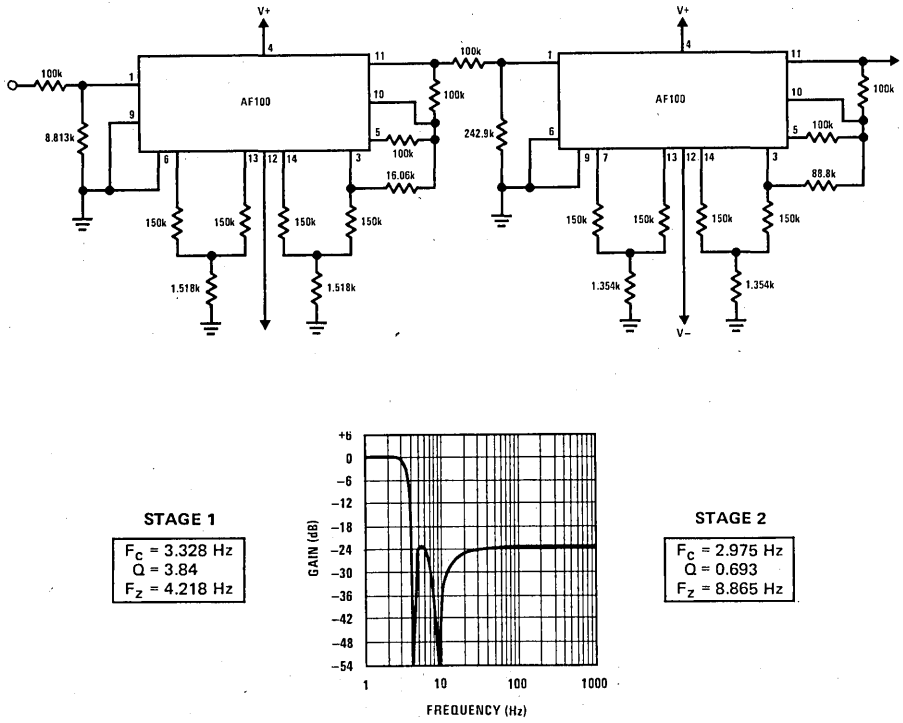 V+
4
100k
1
AF100
11
10
9
5
8.813k
6
13
12
14
3
100k
100k
16.06k
150k
150k
150k
150k
1.518k
1.518k
100k
V+
4
1
AF100
11
10
6
5
242.9k
9
7
13
12
14
3
100k
100k
88.8k
150k
150k
150k
150k
1.354k
1.354k
V−
STAGE 1
Fc = 3.328 Hz
Q = 3.84
Fz = 4.218 Hz
+6
0
−6
−12
−18
−24
−30
−36
−42
−48
−54
GAIN (dB)
1
10
100
1000
FREQUENCY (Hz)
STAGE 2
Fc = 2.975 Hz
Q = 0.693
Fz = 8.865 Hz